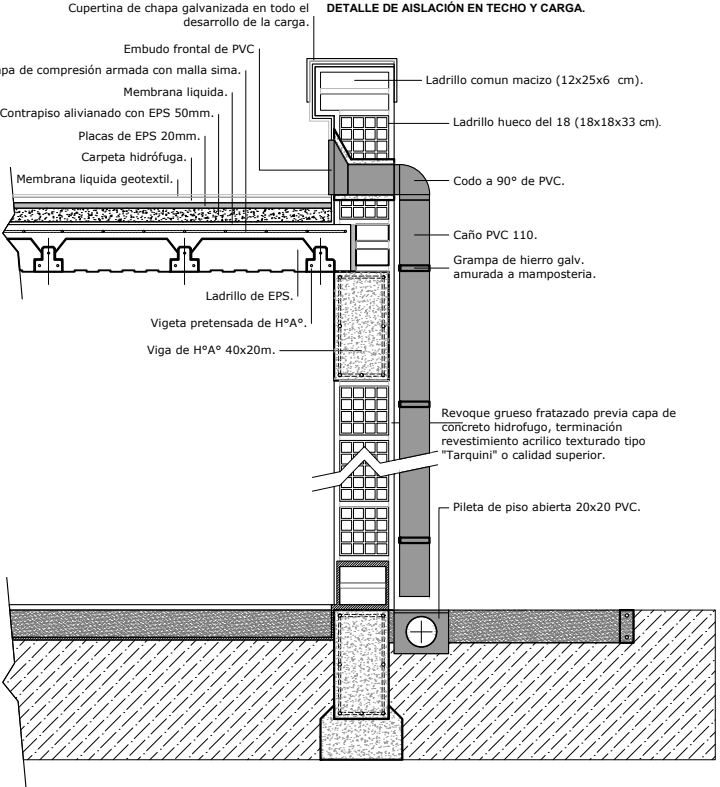 Cupertina de chapa galvanizada en todo el
desarrollo de la carga.
DETALLE DE AISLACIÓN EN TECHO Y CARGA.
Embudo frontal de PVC
apa de compresión armada con malla sima.
Membrana liquida.
Contrapiso alivianado con EPS 50mm.
Placas de EPS 20mm.
Carpeta hidrófuga.
Membrana liquida geotextil.
Ladrillo comun macizo (12x25x6 cm).
Ladrillo hueco del 18 (18x18x33 cm).
Codo a 90° de PVC.
Caño PVC 110.
Grampa de hierro galv.
amurada a mamposteria.
Ladrillo de EPS.
Vigeta pretensada de H°A°.
Viga de H°A° 40x20m.
Revoque grueso fratazado previa capa de
concreto hidrofugo, terminación
revestimiento acrilico texturado tipo
"Tarquini" o calidad superior.
Pileta de piso abierta 20x20 PVC.